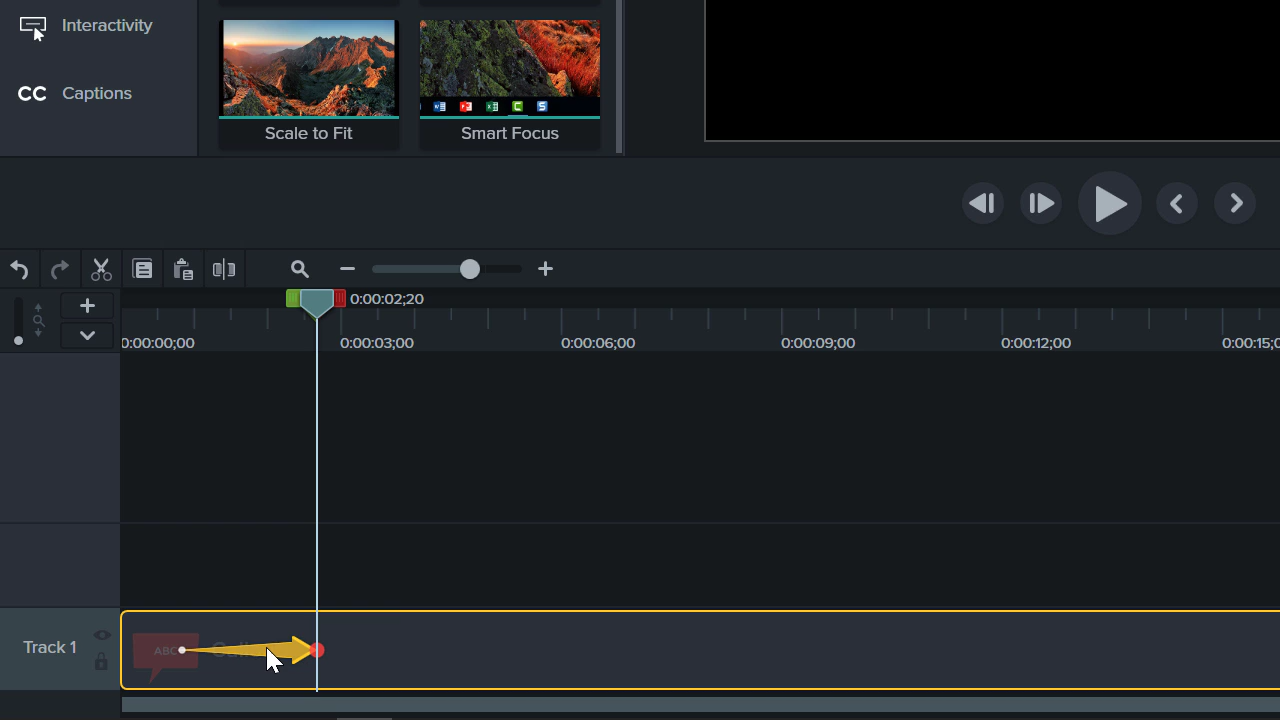 Interactivity
CC Captions
Scale to Fit
Smart Focus
0:00:02;20
0:00:00;00
0:00:03;00
0:00:06;00
0:00:09;00
0:00:12;00
0:00:15;0
Track 1
ABC